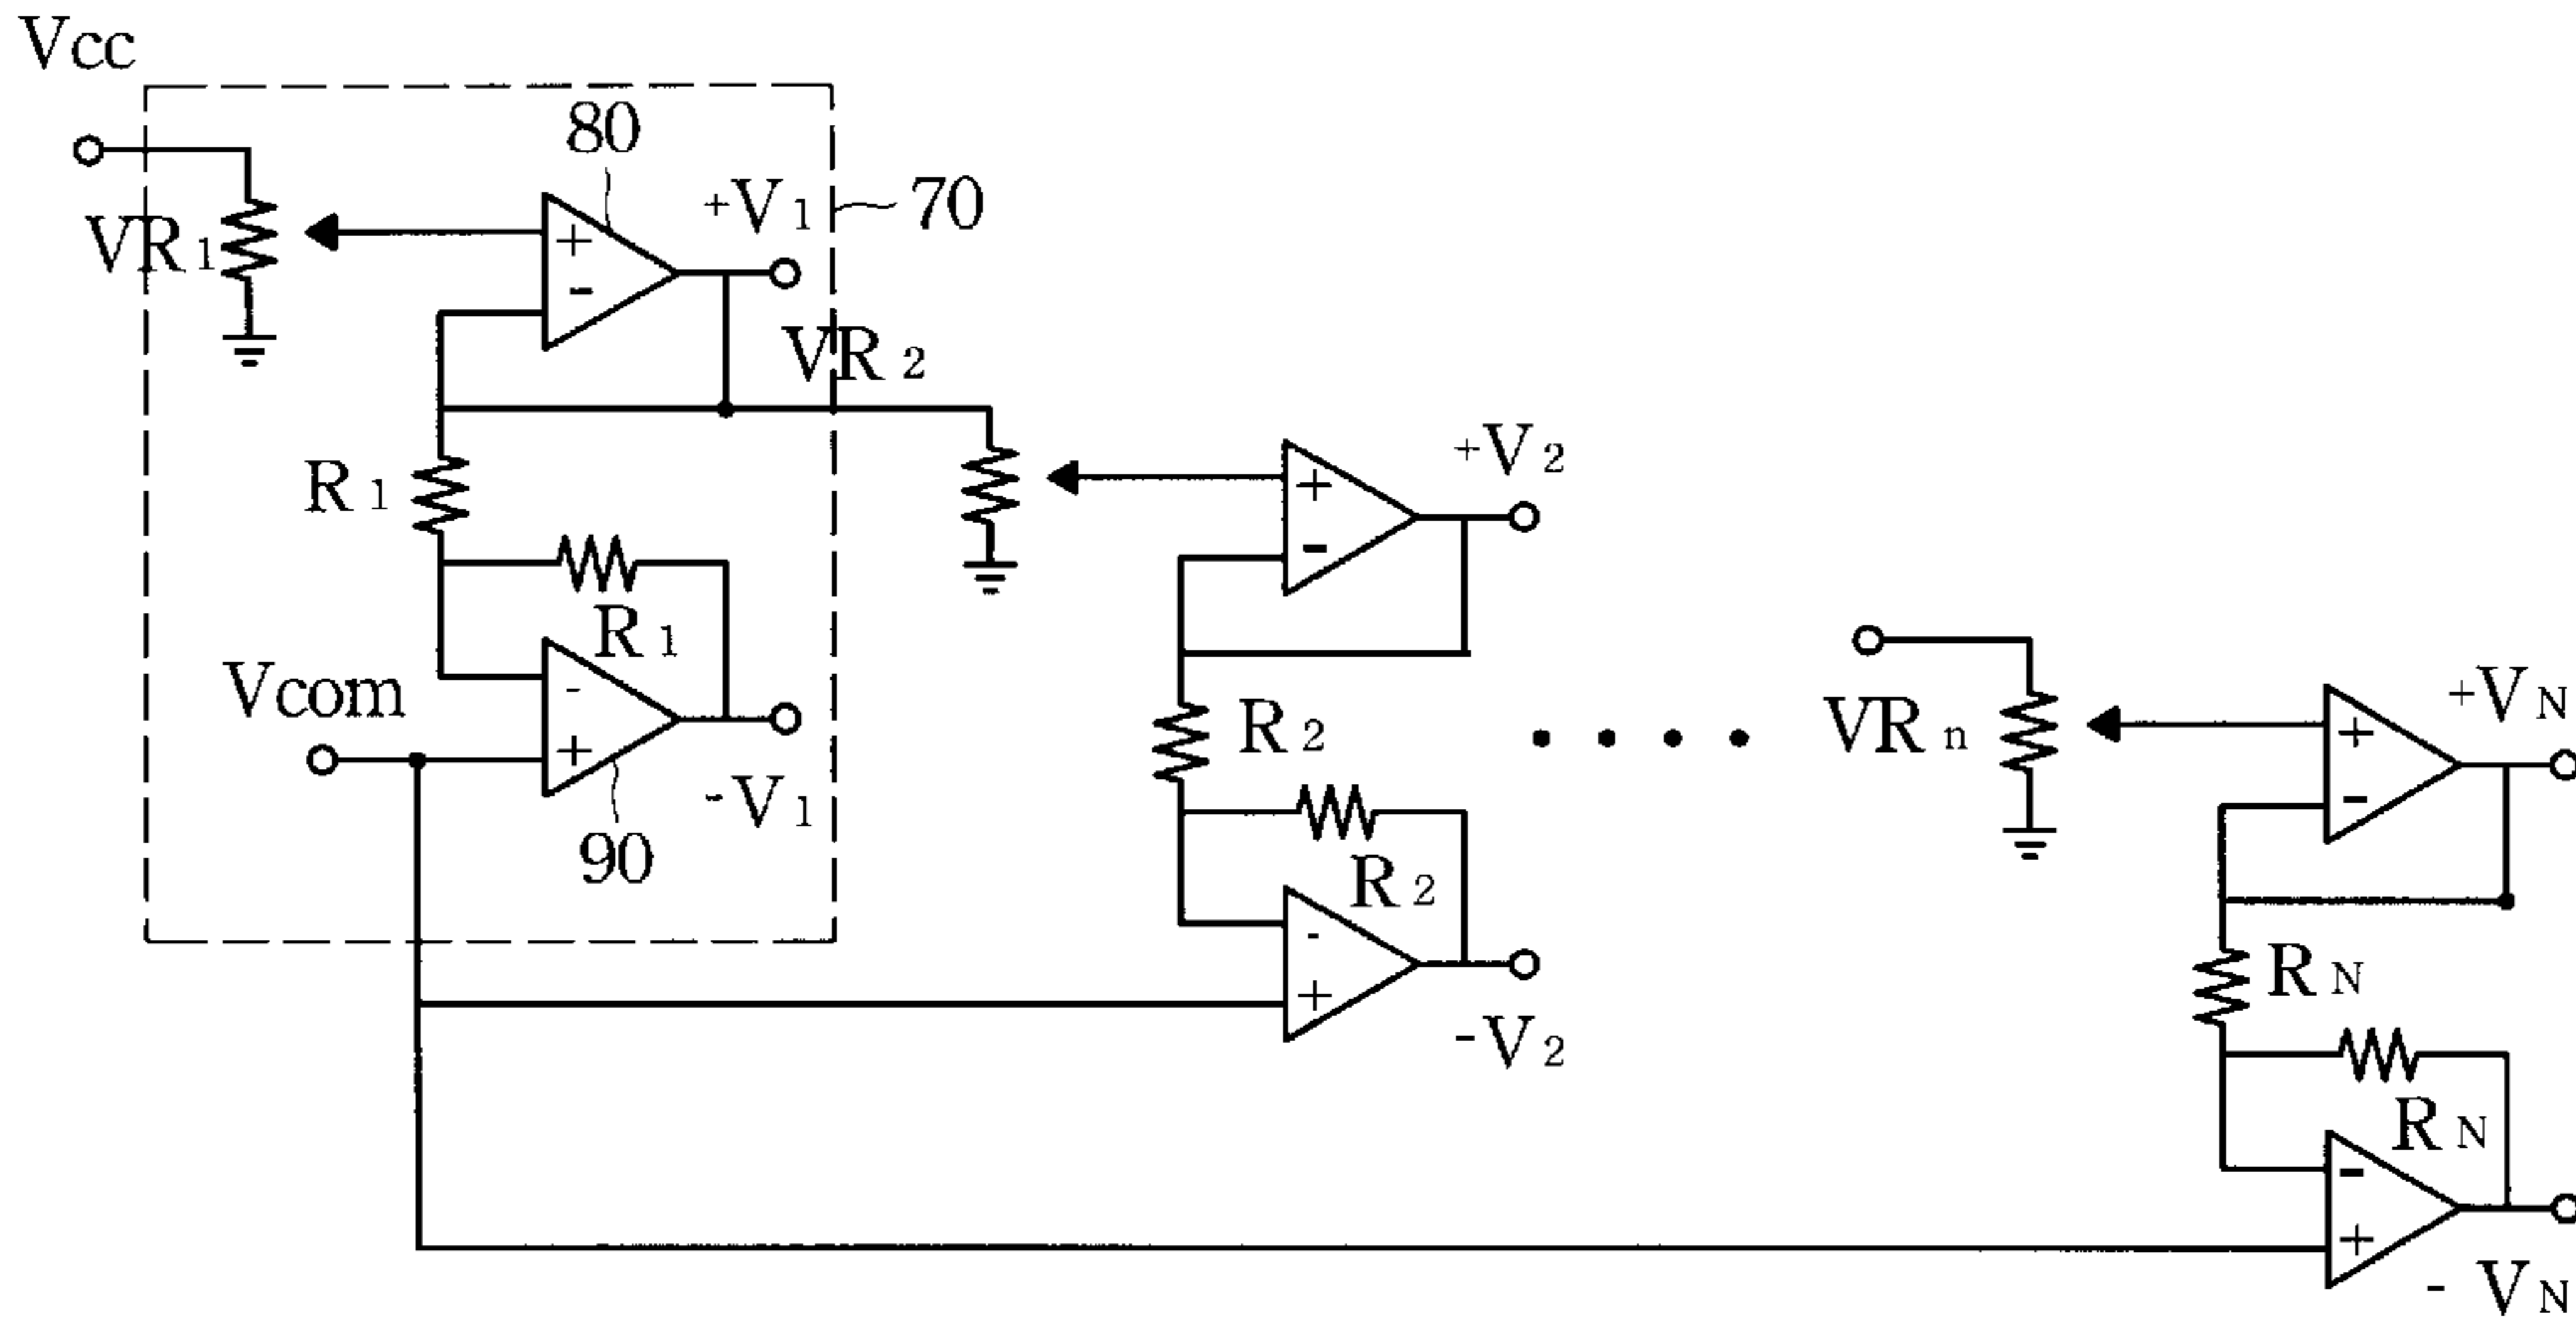 Vcc
80
+V1
70
VR1
+
-
VR2
+V2
R1
+
-
R1
Vcom
-
+
-V1
90
R2
VRn
+VN
+
-
R2
-
+
-V2
RN
RN
-
+
- VN